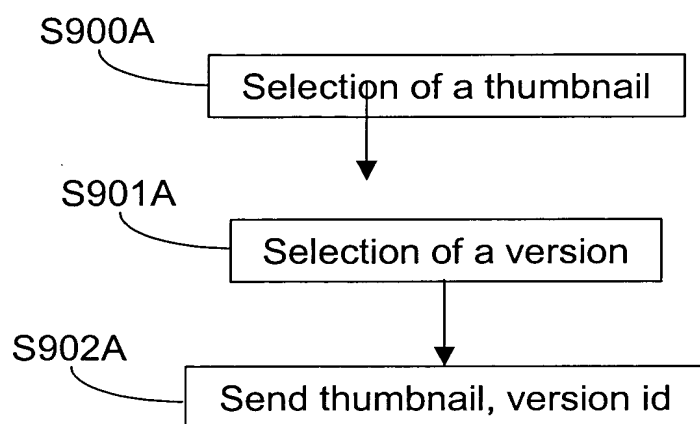 S900A
Selection of a thumbnail
S901A
Selection of a version
S902A
Send thumbnail, version id